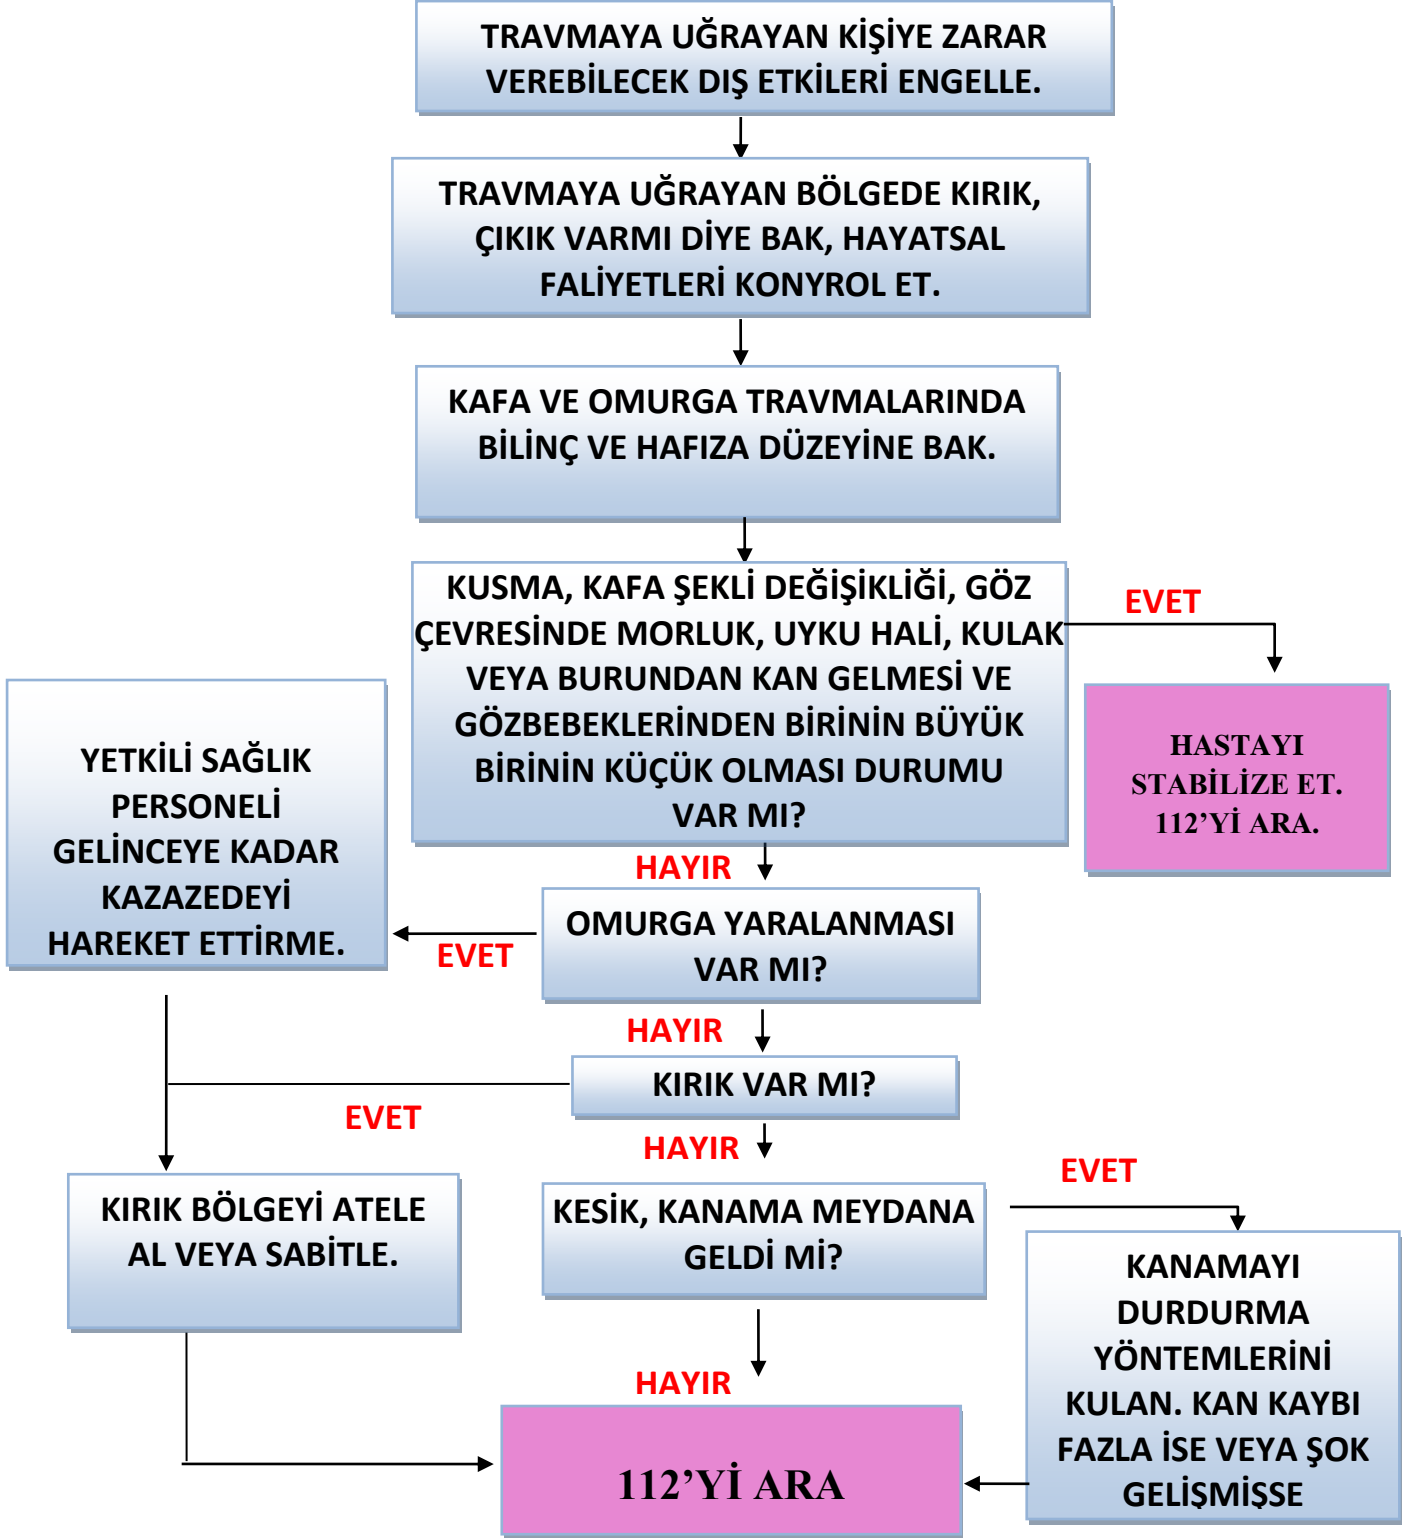 TRAVMAYA UĞRAYAN KİŞİYE ZARAR
VEREBİLECEK DIŞ ETKİLERİ ENGELLE.
TRAVMAYA UĞRAYAN BÖLGEDE KIRIK,
ÇIKIK VARMI DİYE BAK, HAYATSAL
FALİYETLERİ KONYROL ET.
KAFA VE OMURGA TRAVMALARINDA
BİLİNÇ VE HAFIZA DÜZEYİNE BAK.
KUSMA, KAFA ŞEKLİ DEĞİŞİKLİĞİ, GÖZ
ÇEVRESİNDE MORLUK, UYKU HALİ, KULAK
VEYA BURUNDAN KAN GELMESİ VE
GÖZBEBEKLERİNDEN BİRİNİN BÜYÜK
BİRİNİN KÜÇÜK OLMASI DURUMU
VAR MI?
EVET
HASTAYI
STABİLİZE ET.
112’Yİ ARA.
HAYIR
OMURGA YARALANMASI
VAR MI?
EVET
YETKİLİ SAĞLIK
PERSONELİ
GELİNCEYE KADAR
KAZAZEDEYİ
HAREKET ETTİRME.
HAYIR
KIRIK VAR MI?
EVET
KIRIK BÖLGEYİ ATELE
AL VEYA SABİTLE.
HAYIR
KESİK, KANAMA MEYDANA
GELDİ Mİ?
EVET
KANAMAYI
DURDURMA
YÖNTEMLERİNİ
KULAN. KAN KAYBI
FAZLA İSE VEYA ŞOK
GELİŞMİŞSE
HAYIR
112’Yİ ARA